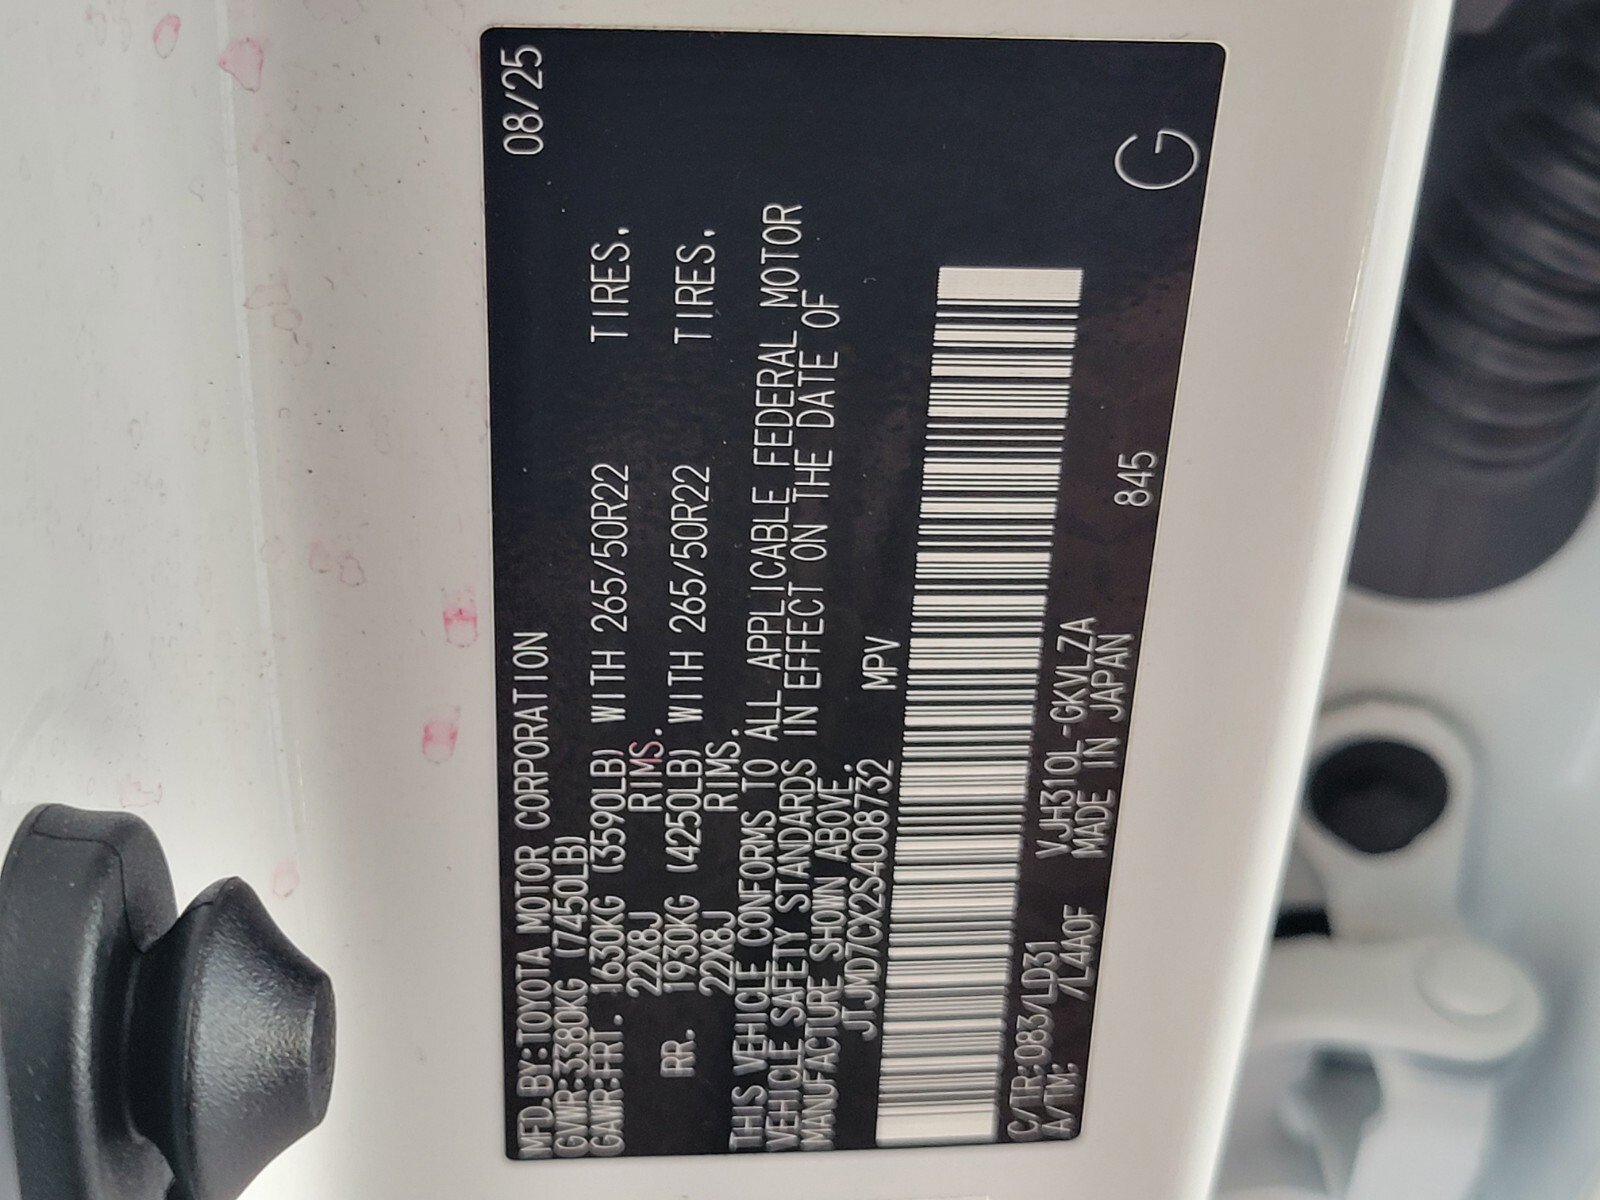 MFD.BY:TOYOTA MOTOR CORPORATION 08/25
GVWR:3380KG (7450LB)
GAWR:FRT. 1630KG (3590LB) WITH 265/50R22 TIRES.
22X8J RIMS.
RR. 1930KG (4250LB) WITH 265/50R22 TIRES.
22X8J RIMS.
THIS VEHICLE CONFORMS TO ALL APPLICABLE FEDERAL MOTOR
VEHICLE SAFETY STANDARDS IN EFFECT ON THE DATE OF
MANUFACTURE SHOWN ABOVE.
JTJMD7CX2S4008732 MPV
C/TR:083/LD31 VJH310L-GKVLZA
A/TM: /L4A0F MADE IN JAPAN 845 G